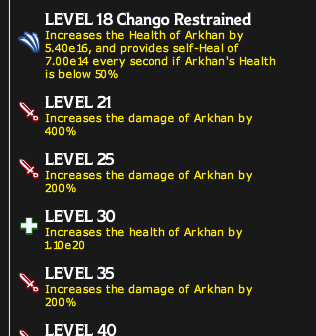 LEVEL 18 Chango Restrained
Increases the Health of Arkhan by
5.40e16, and provides self-Heal of
7.00e14 every second if Arkhan's Health
is below 50%
LEVEL 21
Increases the damage of Arkhan by
400%
LEVEL 25
Increases the damage of Arkhan by
200%
LEVEL 30
Increases the health of Arkhan by
1.10e20
LEVEL 35
Increases the damage of Arkhan by
200%
LEVEL 40